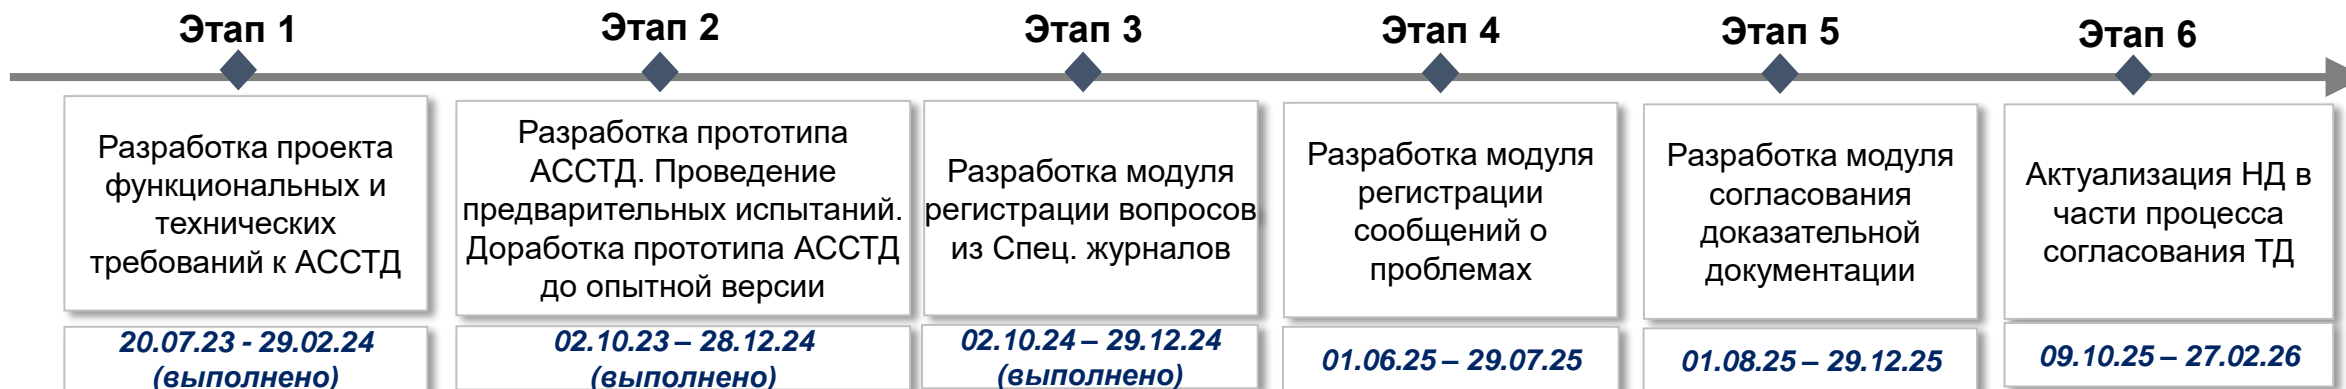 Этап 1
Этап 2
Этап 3
Этап 4
Этап 5
Этап 6
Разработка проекта
функциональных и
технических
требований к АССТД
Разработка прототипа
АССТД. Проведение
предварительных испытаний.
Доработка прототипа АССТД
до опытной версии
Разработка модуля
регистрации вопросов
из Спец. журналов
Разработка модуля
регистрации
сообщений о
проблемах
Разработка модуля
согласования
доказательной
документации
Актуализация НД в
части процесса
согласования ТД
20.07.23 - 29.02.24
(выполнено)
02.10.23 – 28.12.24
(выполнено)
02.10.24 – 29.12.24
(выполнено)
01.06.25 – 29.07.25
01.08.25 – 29.12.25
09.10.25 – 27.02.26